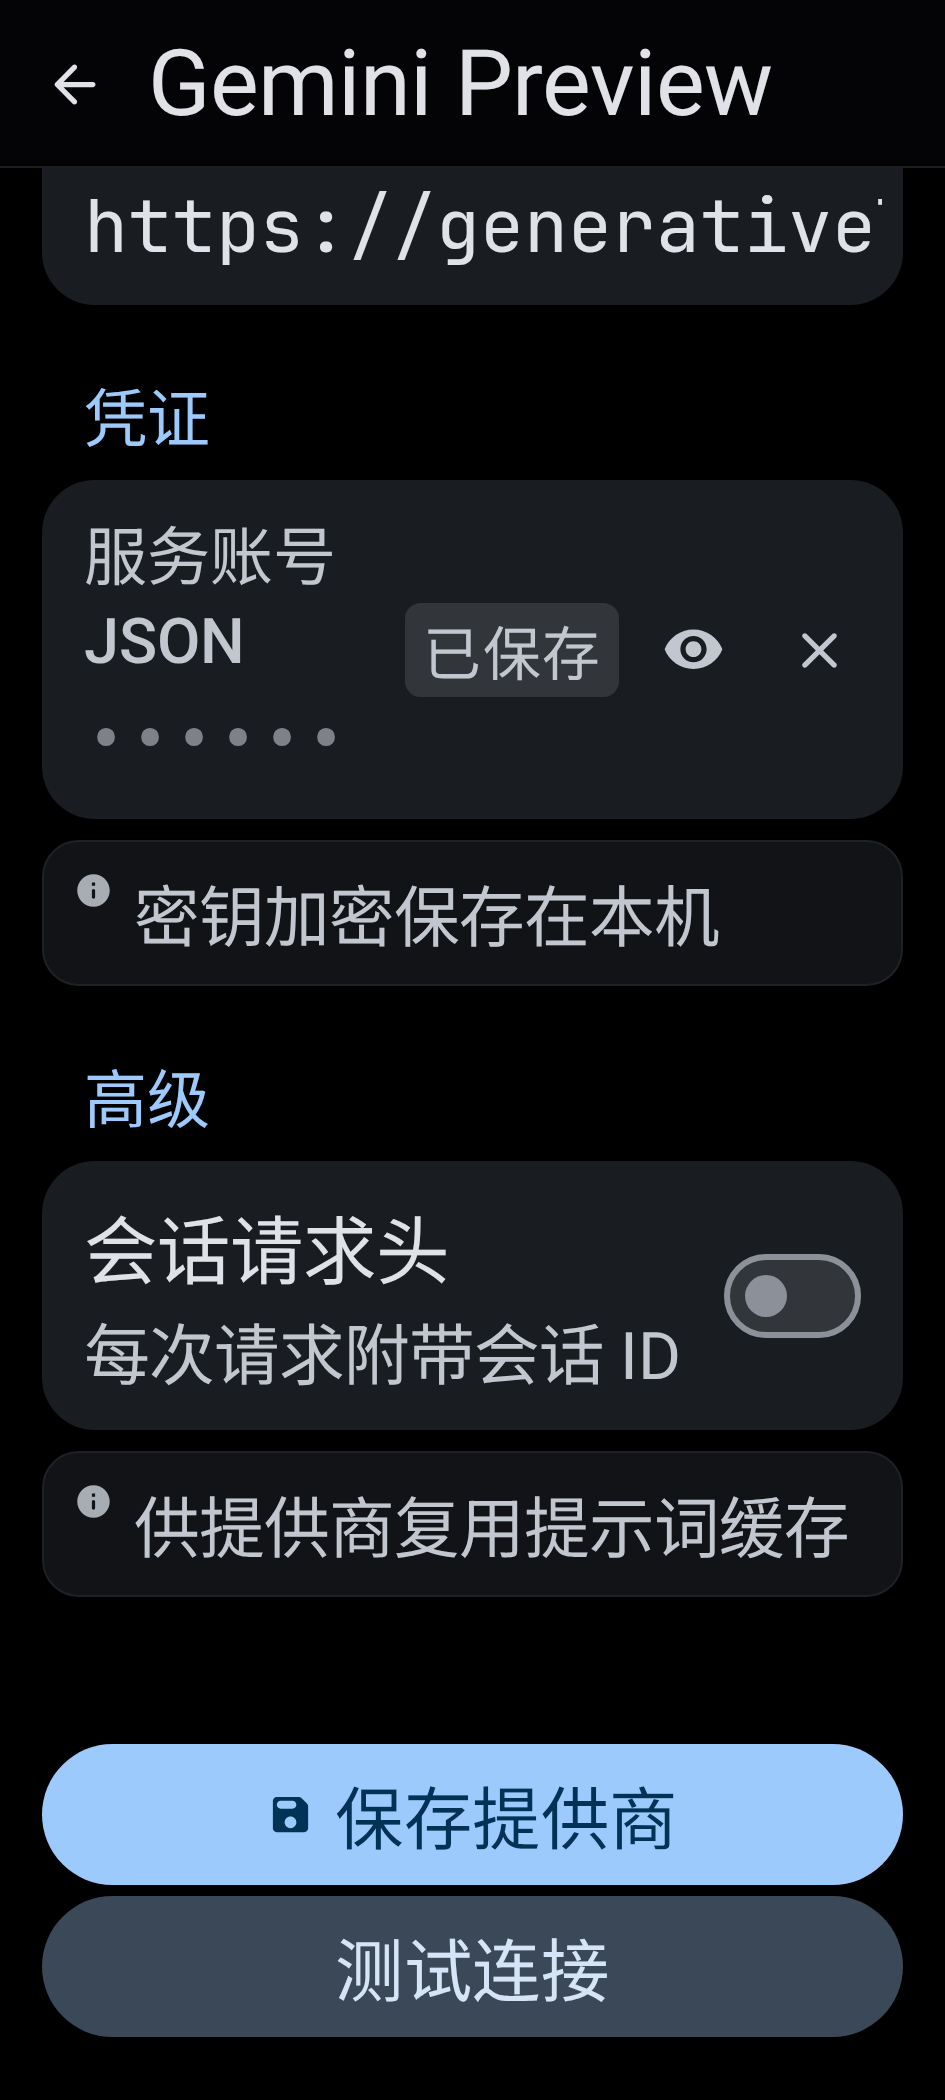 Gemini Preview
https://generative
凭证
服务账号
JSON
已保存
密钥加密保存在本机
高级
会话请求头
每次请求附带会话 ID
供提供商复用提示词缓存
保存提供商
测试连接